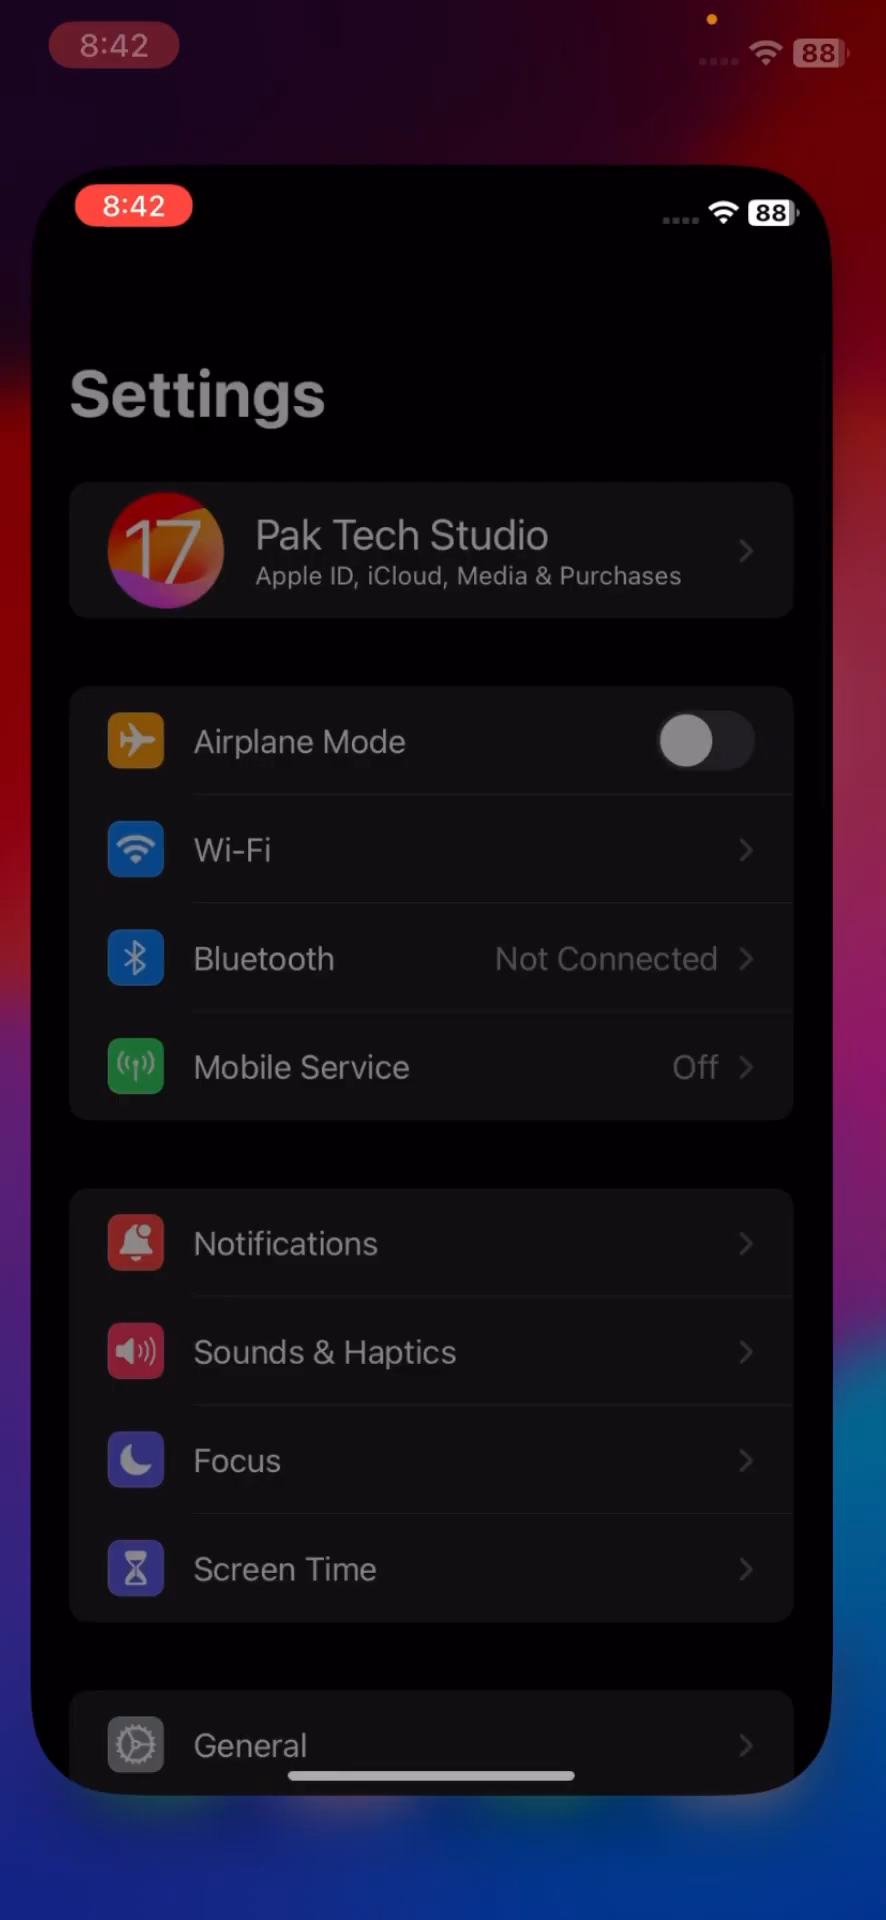 8:42
88
8:42
88
Settings
17
Pak Tech Studio
Apple ID, iCloud, Media & Purchases
Airplane Mode
Wi-Fi
Bluetooth Not Connected
Mobile Service Off
Notifications
Sounds & Haptics
Focus
Screen Time
General